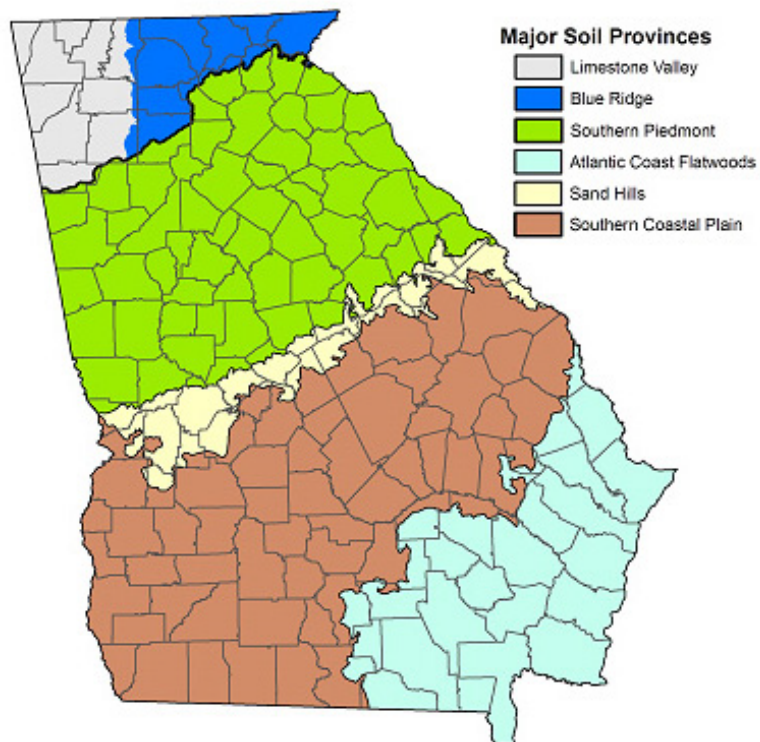 Major Soil Provinces
Limestone Valley
Blue Ridge
Southern Piedmont
Atlantic Coast Flatwoods
Sand Hills
Southern Coastal Plain